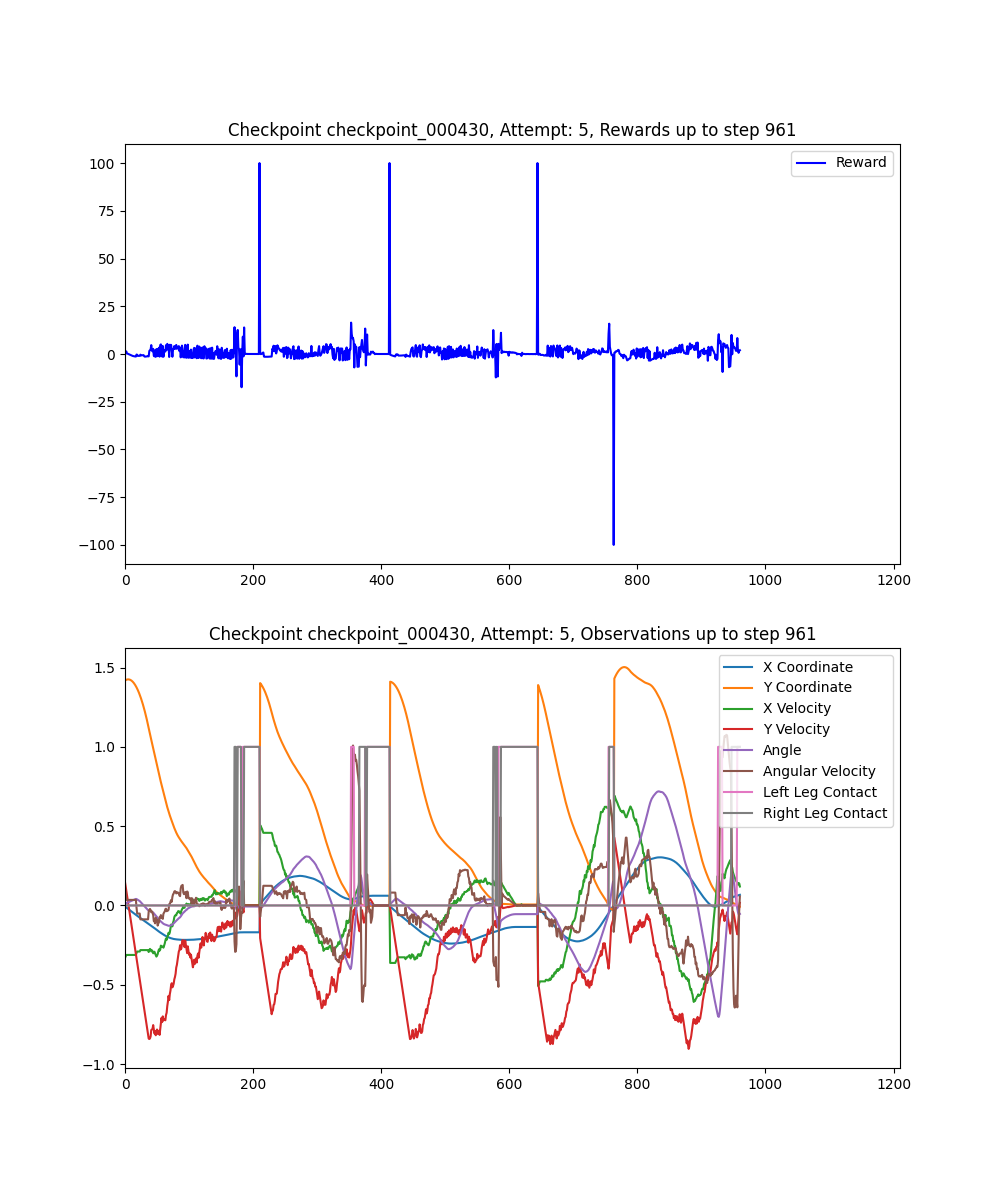 Checkpoint checkpoint_000430, Attempt: 5, Rewards up to step 961
100
75
50
25
0
−25
−50
−75
−100
Reward
0 200 400 600 800 1000 1200
Checkpoint checkpoint_000430, Attempt: 5, Observations up to step 961
1.5
1.0
0.5
0.0
−0.5
−1.0
X Coordinate
Y Coordinate
X Velocity
Y Velocity
Angle
Angular Velocity
Left Leg Contact
Right Leg Contact
0 200 400 600 800 1000 1200